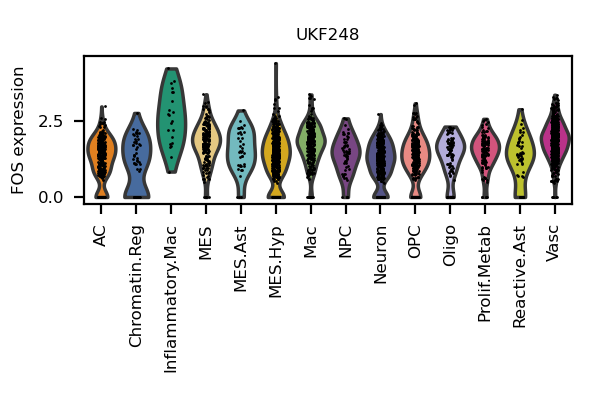 UKF248
FOS expression
2.5
0.0
AC
Chromatin.Reg
Inflammatory.Mac
MES
MES.Ast
MES.Hyp
Mac
NPC
Neuron
OPC
Oligo
Prolif.Metab
Reactive.Ast
Vasc